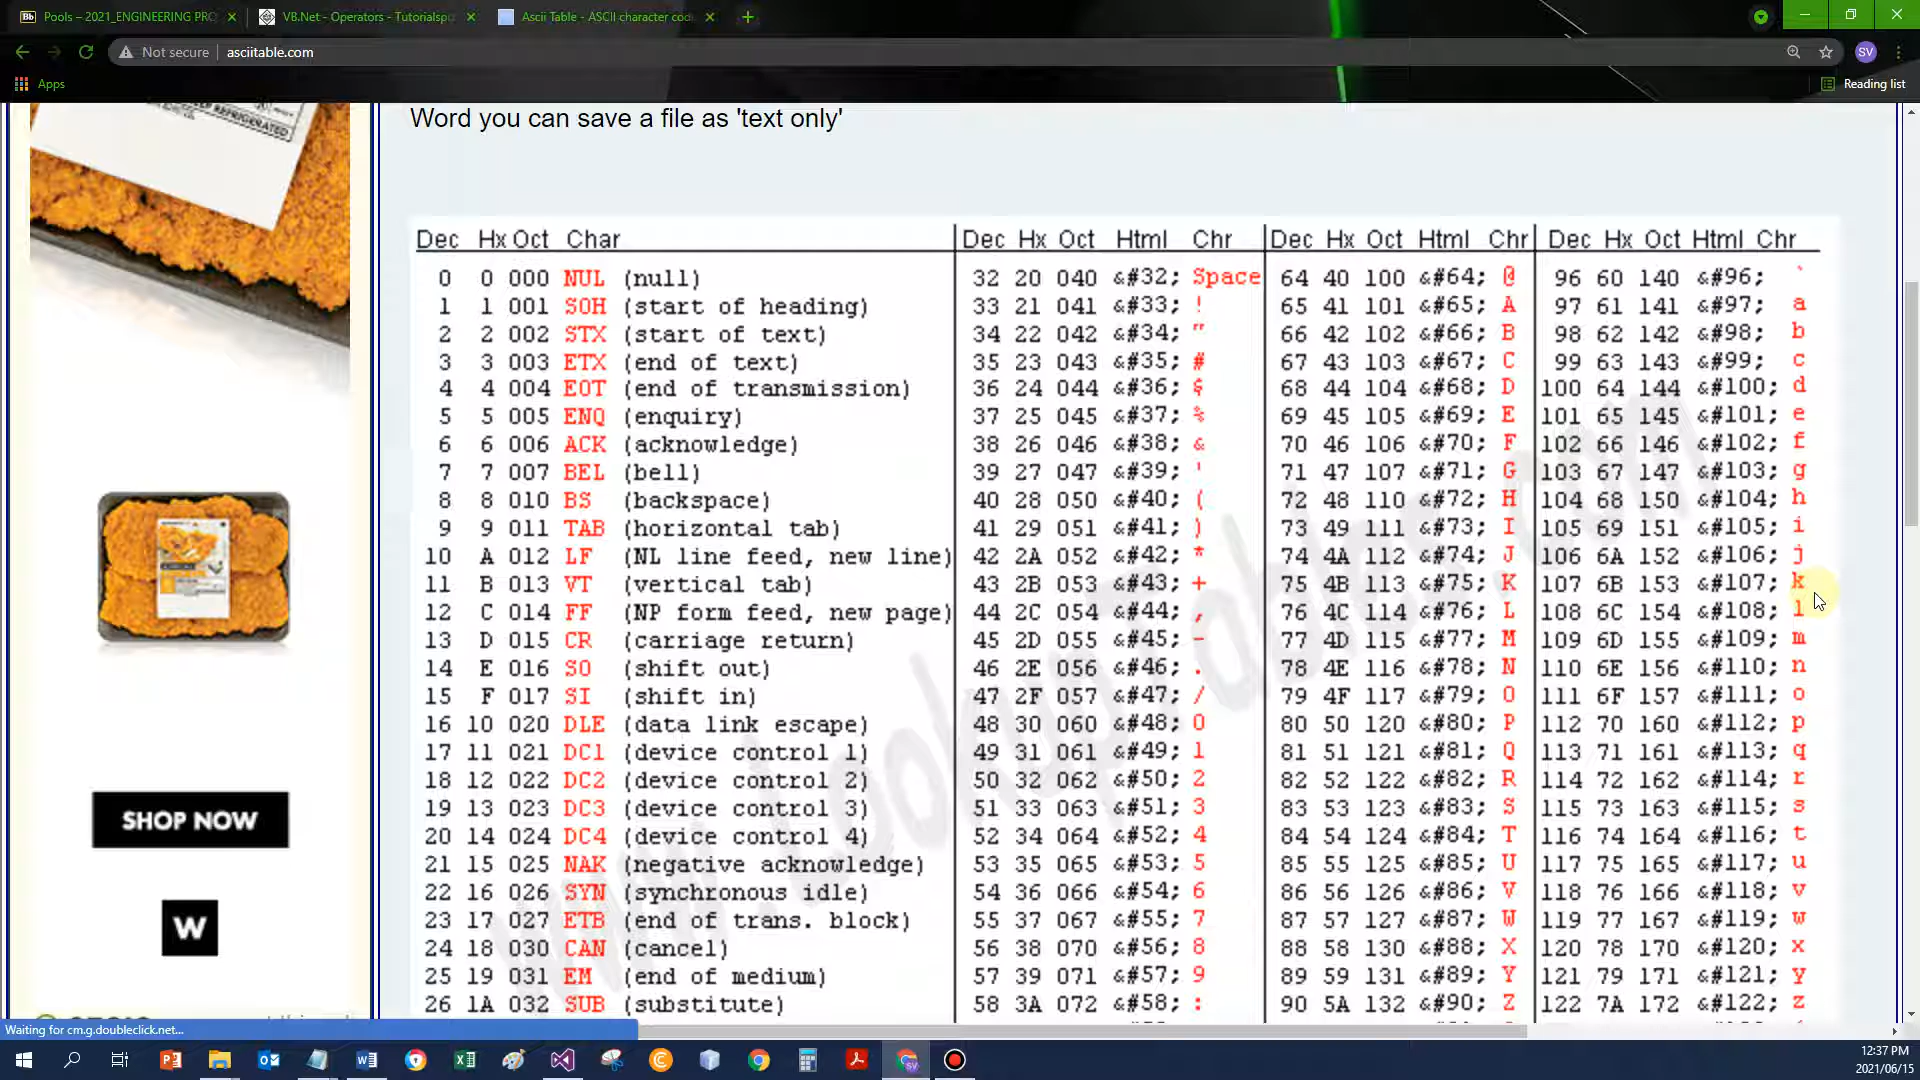 Pools – 2021_ENGINEERING PRO
VB.Net - Operators - Tutorialspo
Ascii Table - ASCII character cod
Not secure
asciitable.com
SV
Apps
Reading list
REFRIGERATED
Word you can save a file as 'text only'
Dec Hx Oct Char Dec Hx Oct Html Chr Dec Hx Oct Html Chr Dec Hx Oct Html Chr
0 0 000 NUL (null) 32 20 040 &#32; Space 64 40 100 &#64; @ 96 60 140 &#96; `
1 1 001 SOH (start of heading) 33 21 041 &#33; ! 65 41 101 &#65; A 97 61 141 &#97; a
2 2 002 STX (start of text) 34 22 042 &#34; " 66 42 102 &#66; B 98 62 142 &#98; b
3 3 003 ETX (end of text) 35 23 043 &#35; # 67 43 103 &#67; C 99 63 143 &#99; c
4 4 004 EOT (end of transmission) 36 24 044 &#36; $ 68 44 104 &#68; D 100 64 144 &#100; d
5 5 005 ENQ (enquiry) 37 25 045 &#37; % 69 45 105 &#69; E 101 65 145 &#101; e
6 6 006 ACK (acknowledge) 38 26 046 &#38; & 70 46 106 &#70; F 102 66 146 &#102; f
7 7 007 BEL (bell) 39 27 047 &#39; ' 71 47 107 &#71; G 103 67 147 &#103; g
8 8 010 BS (backspace) 40 28 050 &#40; ( 72 48 110 &#72; H 104 68 150 &#104; h
9 9 011 TAB (horizontal tab) 41 29 051 &#41; ) 73 49 111 &#73; I 105 69 151 &#105; i
10 A 012 LF (NL line feed, new line) 42 2A 052 &#42; * 74 4A 112 &#74; J 106 6A 152 &#106; j
11 B 013 VT (vertical tab) 43 2B 053 &#43; + 75 4B 113 &#75; K 107 6B 153 &#107; k
12 C 014 FF (NP form feed, new page) 44 2C 054 &#44; , 76 4C 114 &#76; L 108 6C 154 &#108; l
13 D 015 CR (carriage return) 45 2D 055 &#45; - 77 4D 115 &#77; M 109 6D 155 &#109; m
14 E 016 SO (shift out) 46 2E 056 &#46; . 78 4E 116 &#78; N 110 6E 156 &#110; n
15 F 017 SI (shift in) 47 2F 057 &#47; / 79 4F 117 &#79; O 111 6F 157 &#111; o
16 10 020 DLE (data link escape) 48 30 060 &#48; 0 80 50 120 &#80; P 112 70 160 &#112; p
17 11 021 DC1 (device control 1) 49 31 061 &#49; 1 81 51 121 &#81; Q 113 71 161 &#113; q
18 12 022 DC2 (device control 2) 50 32 062 &#50; 2 82 52 122 &#82; R 114 72 162 &#114; r
19 13 023 DC3 (device control 3) 51 33 063 &#51; 3 83 53 123 &#83; S 115 73 163 &#115; s
20 14 024 DC4 (device control 4) 52 34 064 &#52; 4 84 54 124 &#84; T 116 74 164 &#116; t
21 15 025 NAK (negative acknowledge) 53 35 065 &#53; 5 85 55 125 &#85; U 117 75 165 &#117; u
22 16 026 SYN (synchronous idle) 54 36 066 &#54; 6 86 56 126 &#86; V 118 76 166 &#118; v
23 17 027 ETB (end of trans. block) 55 37 067 &#55; 7 87 57 127 &#87; W 119 77 167 &#119; w
24 18 030 CAN (cancel) 56 38 070 &#56; 8 88 58 130 &#88; X 120 78 170 &#120; x
25 19 031 EM (end of medium) 57 39 071 &#57; 9 89 59 131 &#89; Y 121 79 171 &#121; y
26 1A 032 SUB (substitute) 58 3A 072 &#58; : 90 5A 132 &#90; Z 122 7A 172 &#122; z
www.LookupTables.com
SHOP NOW
W
Waiting for cm.g.doubleclick.net...
12:37 PM
2021/06/15